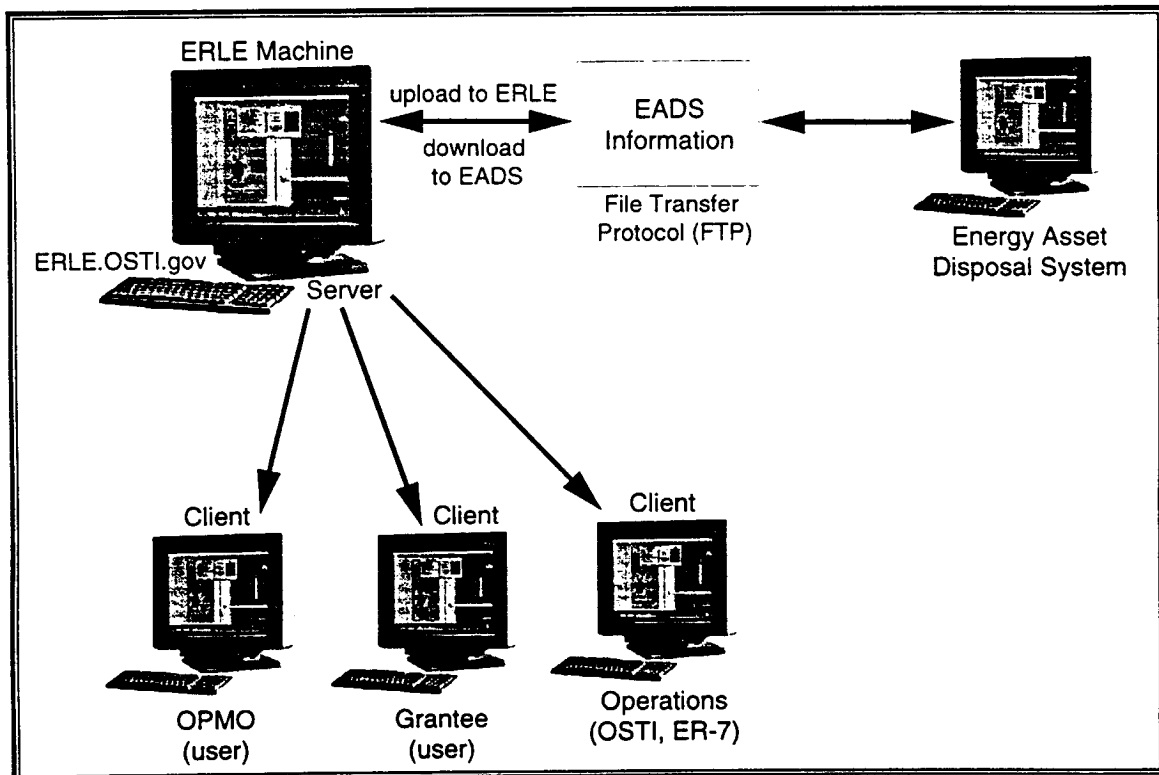 ERLE Machine
upload to ERLE
download
to EADS
EADS
Information
File Transfer
Protocol (FTP)
Energy Asset
Disposal System
ERLE.OSTI.gov
Server
Client
Client
Client
OPMO
(user)
Grantee
(user)
Operations
(OSTI, ER-7)